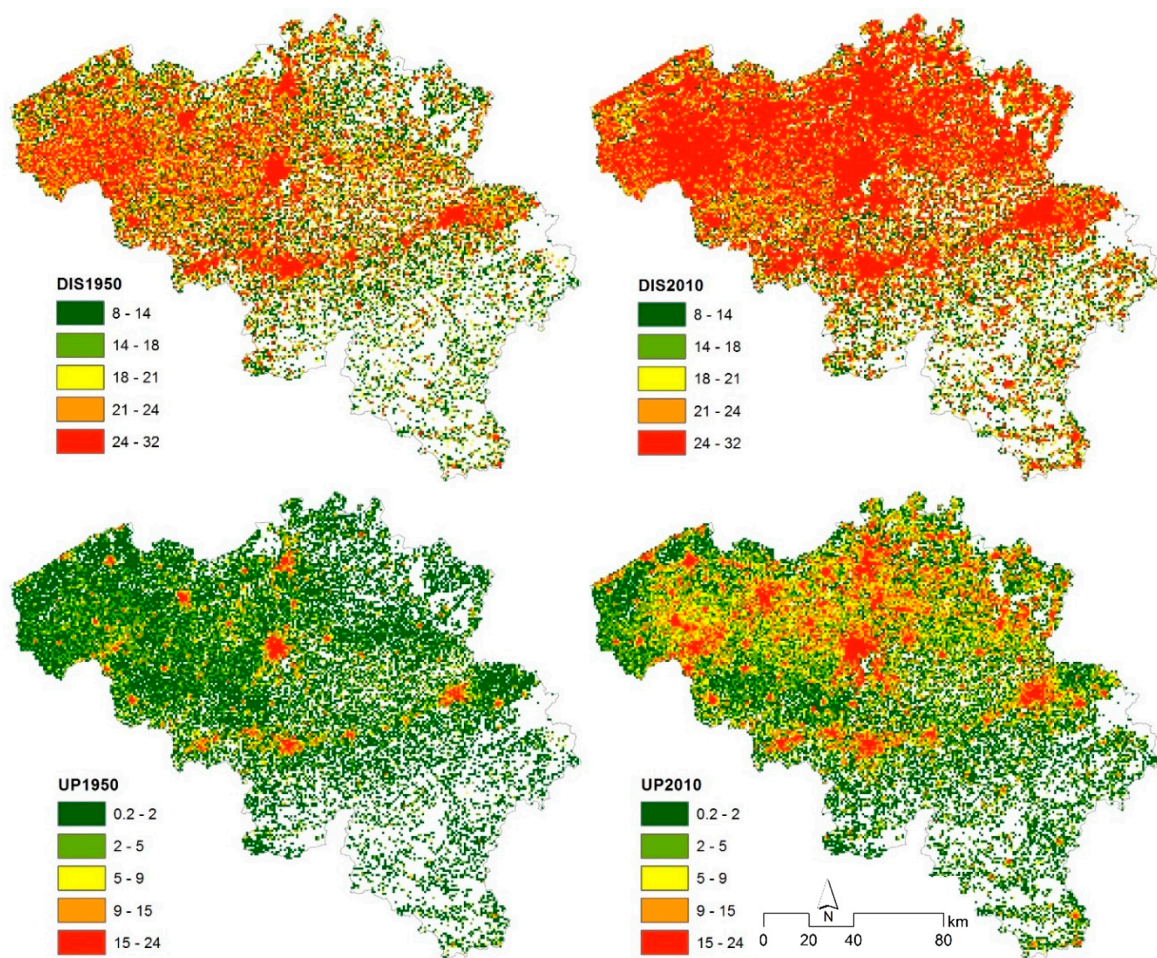 DIS1950
8 - 14
14 - 18
18 - 21
21 - 24
24 - 32
DIS2010
8 - 14
14 - 18
18 - 21
21 - 24
24 - 32
UP1950
0.2 - 2
2 - 5
5 - 9
9 - 15
15 - 24
UP2010
0.2 - 2
2 - 5
5 - 9
9 - 15
15 - 24
N
km
0 20 40 80